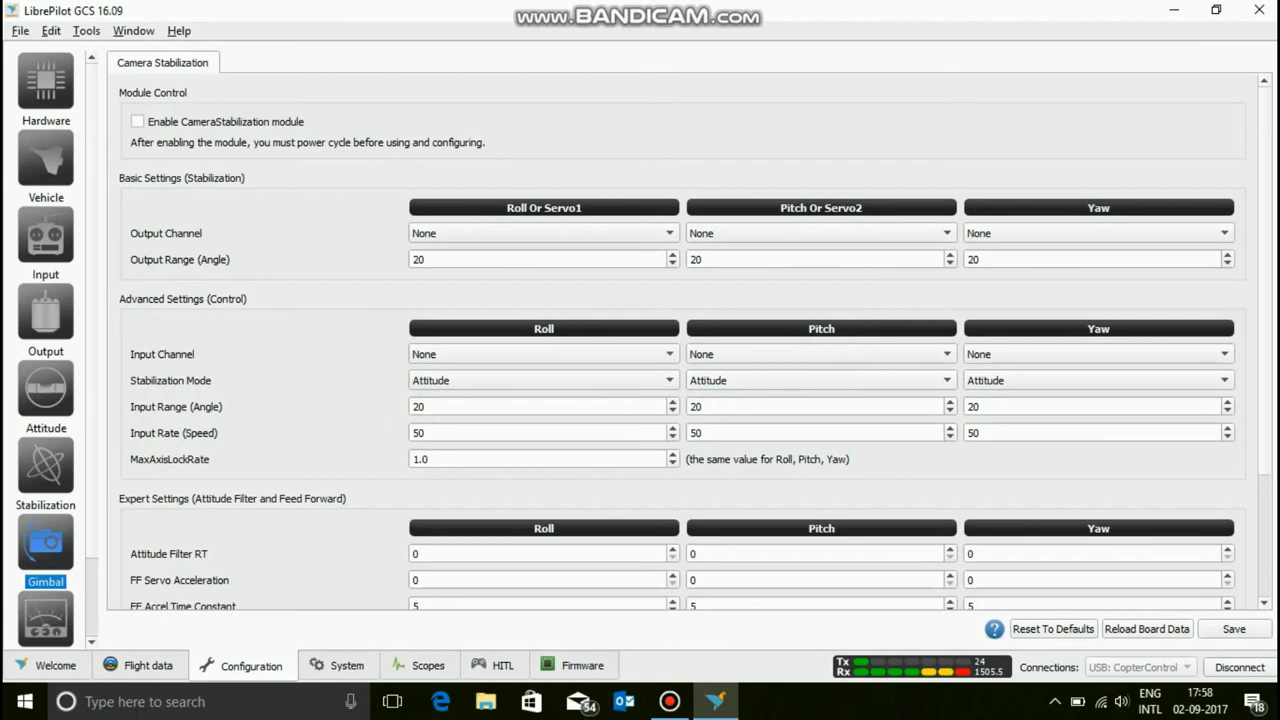 LibrePilot GCS 16.09
www.BANDICAM.com
File Edit Tools Window Help
Camera Stabilization
Module Control
Enable CameraStabilization module
After enabling the module, you must power cycle before using and configuring.
Basic Settings (Stabilization)
Roll Or Servo1 Pitch Or Servo2 Yaw
Output Channel None None None
Output Range (Angle) 20 20 20
Advanced Settings (Control)
Roll Pitch Yaw
Input Channel None None None
Stabilization Mode Attitude Attitude Attitude
Input Range (Angle) 20 20 20
Input Rate (Speed) 50 50 50
MaxAxisLockRate 1.0 (the same value for Roll, Pitch, Yaw)
Expert Settings (Attitude Filter and Feed Forward)
Roll Pitch Yaw
Attitude Filter RT 0 0 0
FF Servo Acceleration 0 0 0
FF Accel Time Constant 5 5 5
Hardware
Vehicle
Input
Output
Attitude
Stabilization
Gimbal
Reset To Defaults Reload Board Data Save
Welcome Flight data Configuration System Scopes HITL Firmware
Tx 24
Rx 1505.5
Connections: USB: CopterControl Disconnect
Type here to search
54
ENG
INTL
17:58
02-09-2017
18